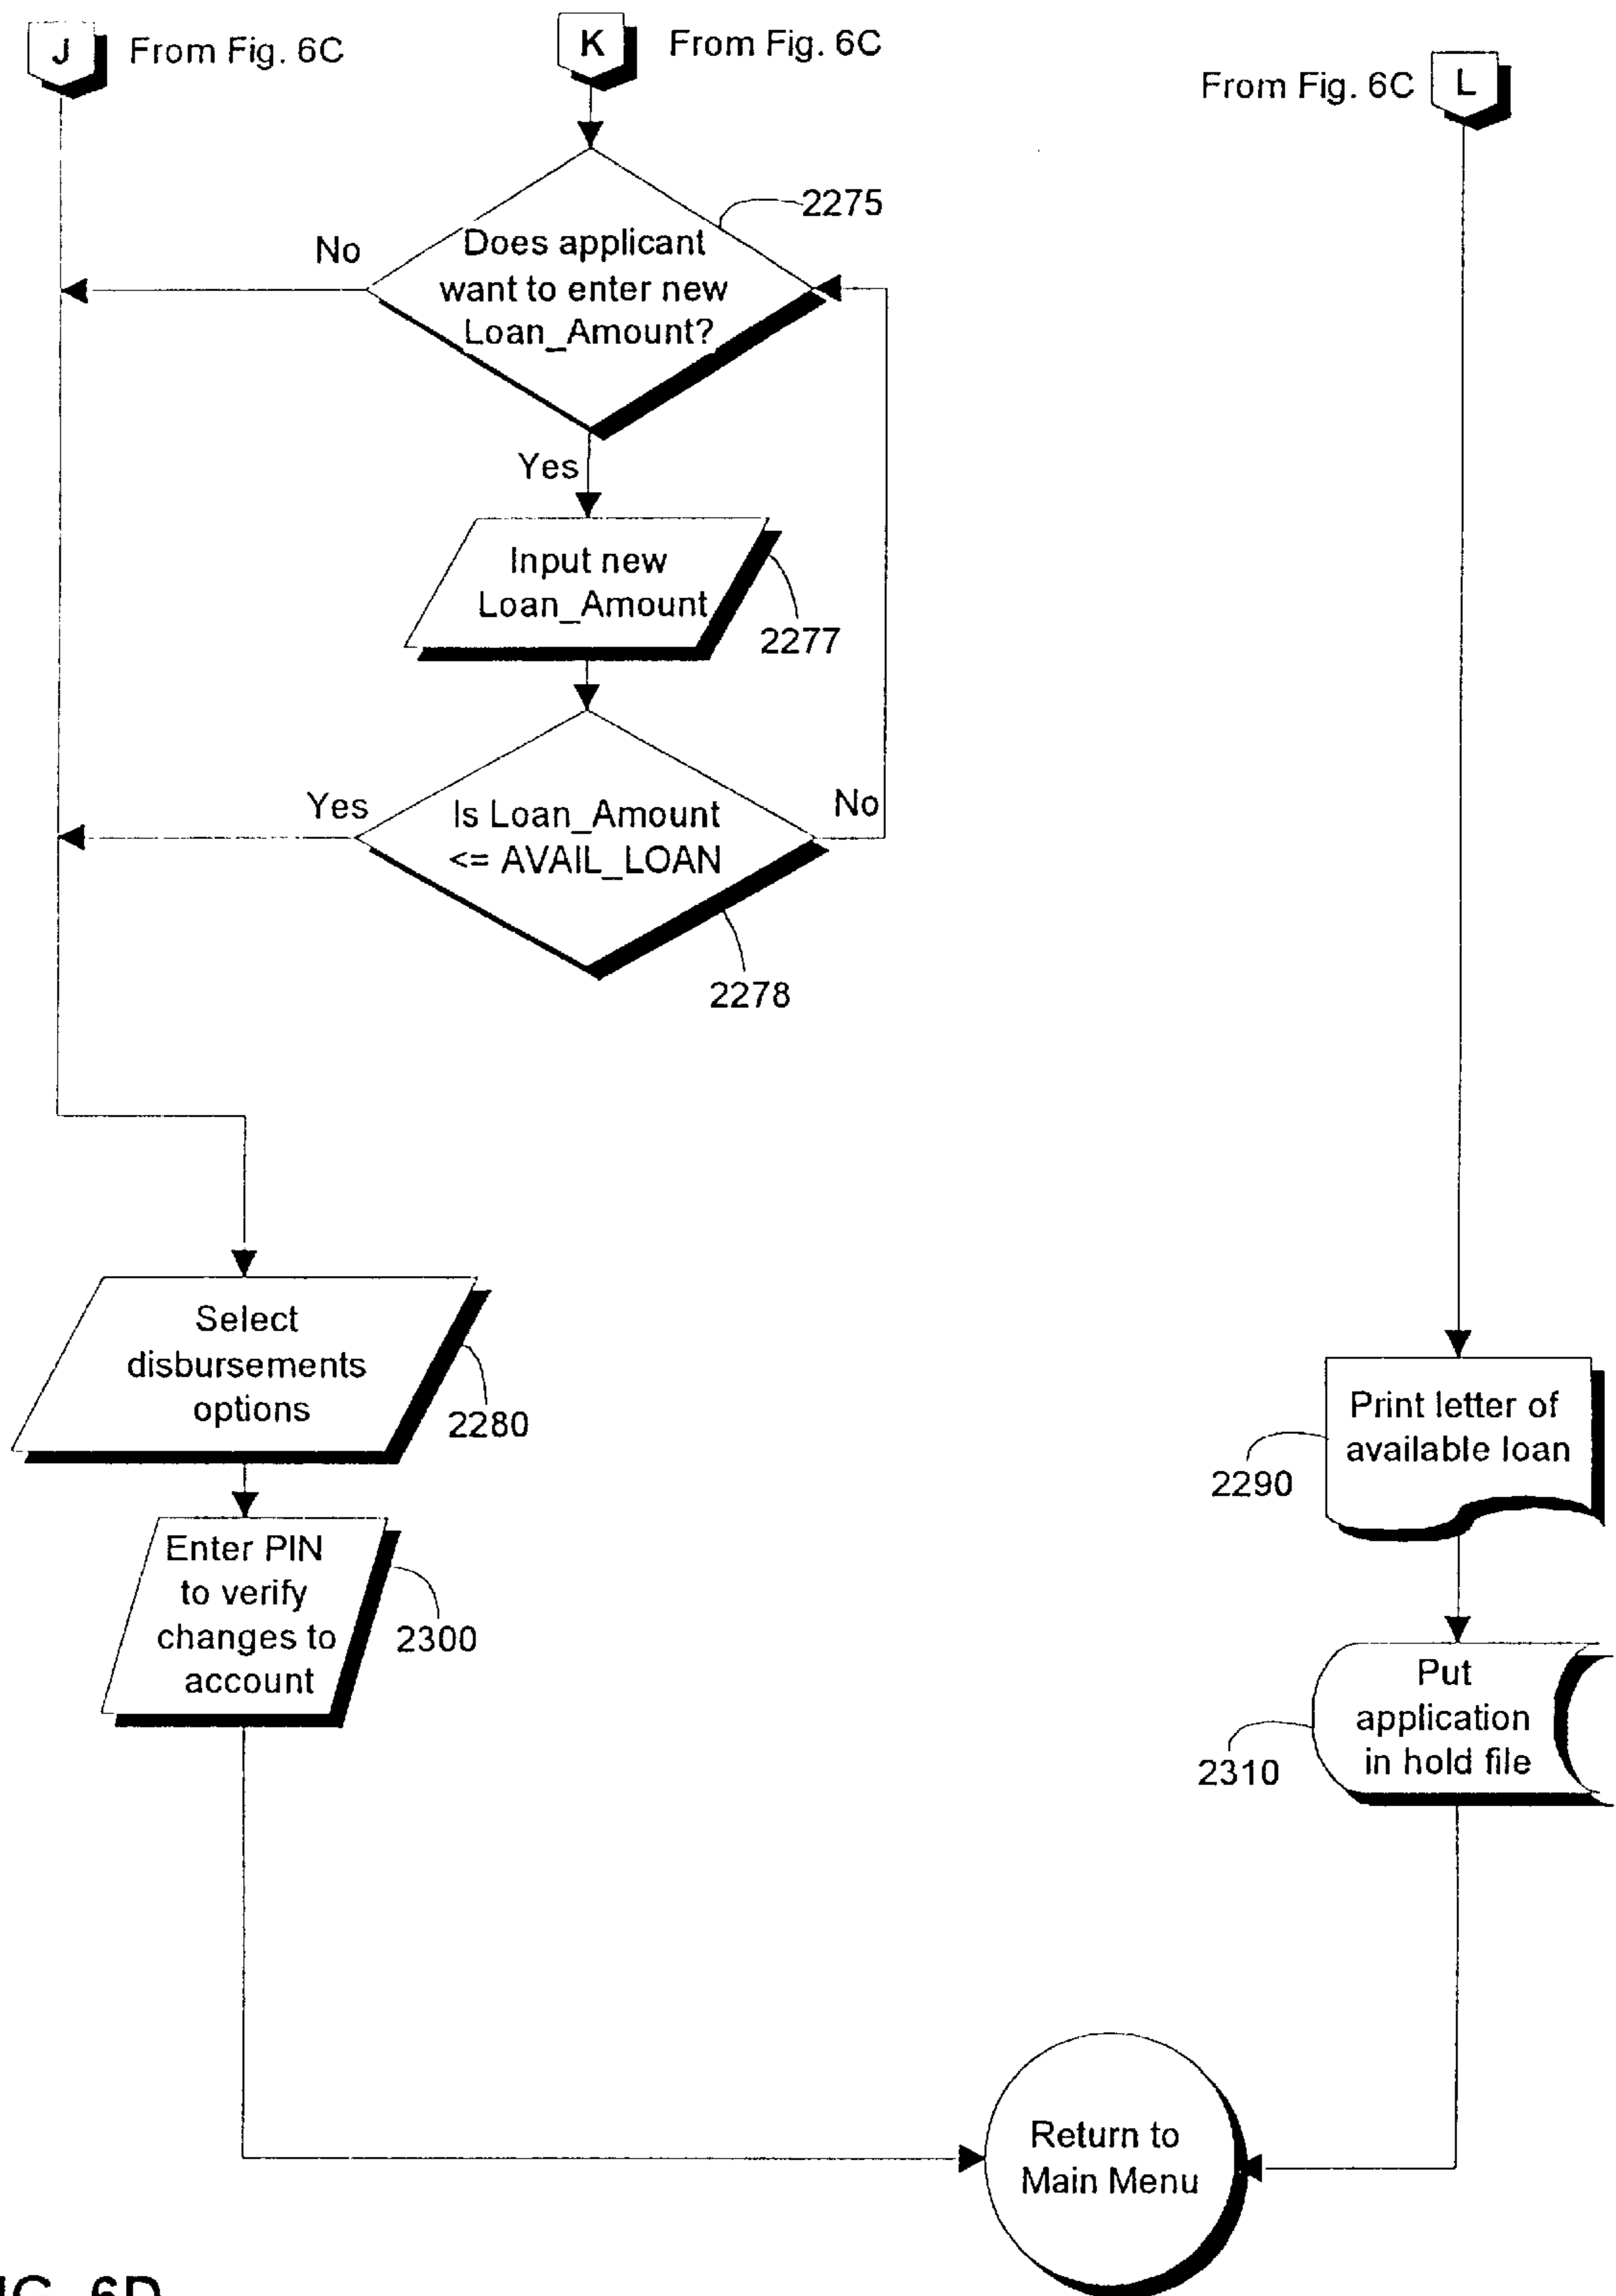 J From Fig. 6C
K From Fig. 6C
From Fig. 6C L
2275
No
Does applicant
want to enter new
Loan_Amount?
Yes
Input new
Loan_Amount
2277
Yes
Is Loan_Amount
<= AVAIL_LOAN
No
2278
Select
disbursements
options
2280
Print letter of
available loan
2290
Enter PIN
to verify
changes to
account
2300
Put
application
in hold file
2310
Return to
Main Menu